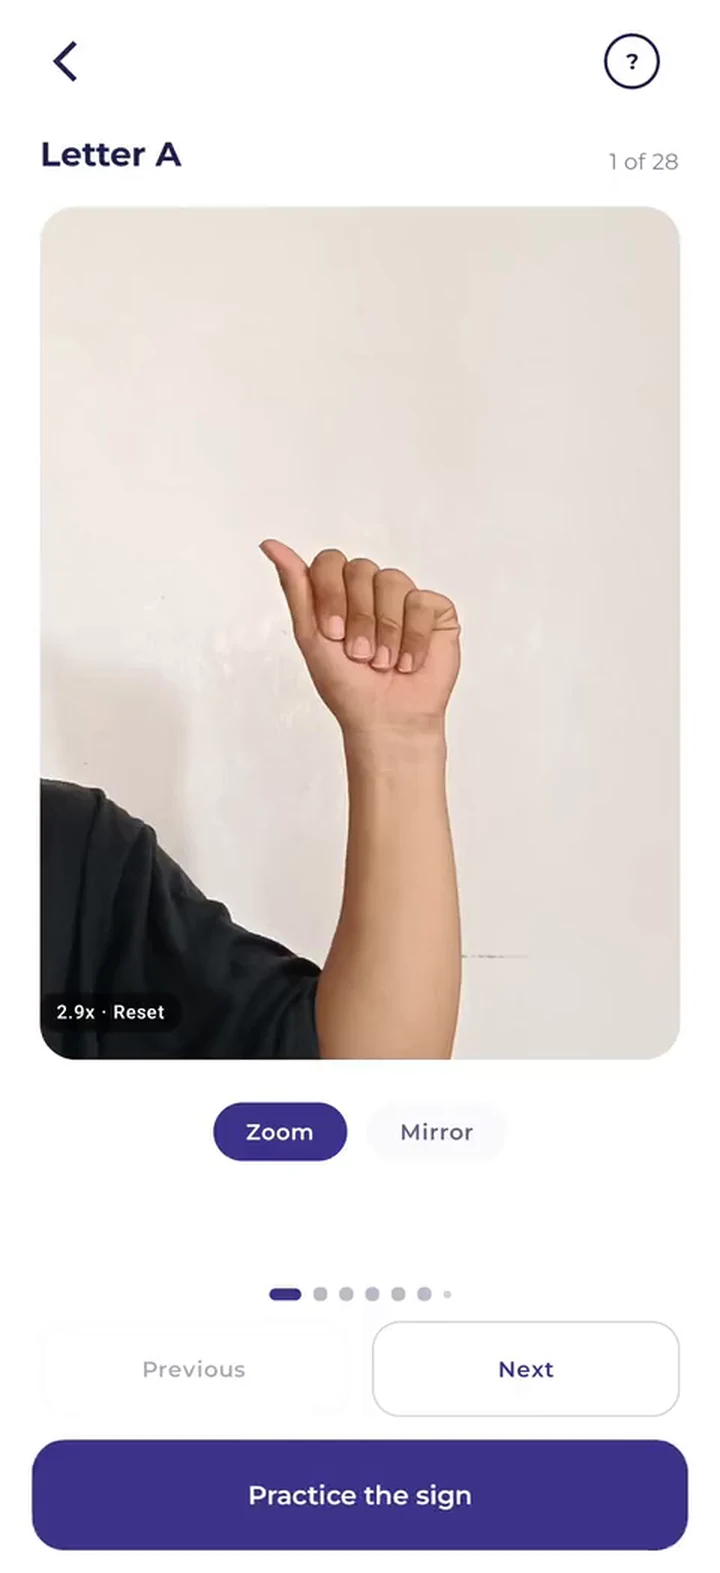 ?
Letter A
1 of 28
2.9x · Reset
Zoom
Mirror
Previous
Next
Practice the sign